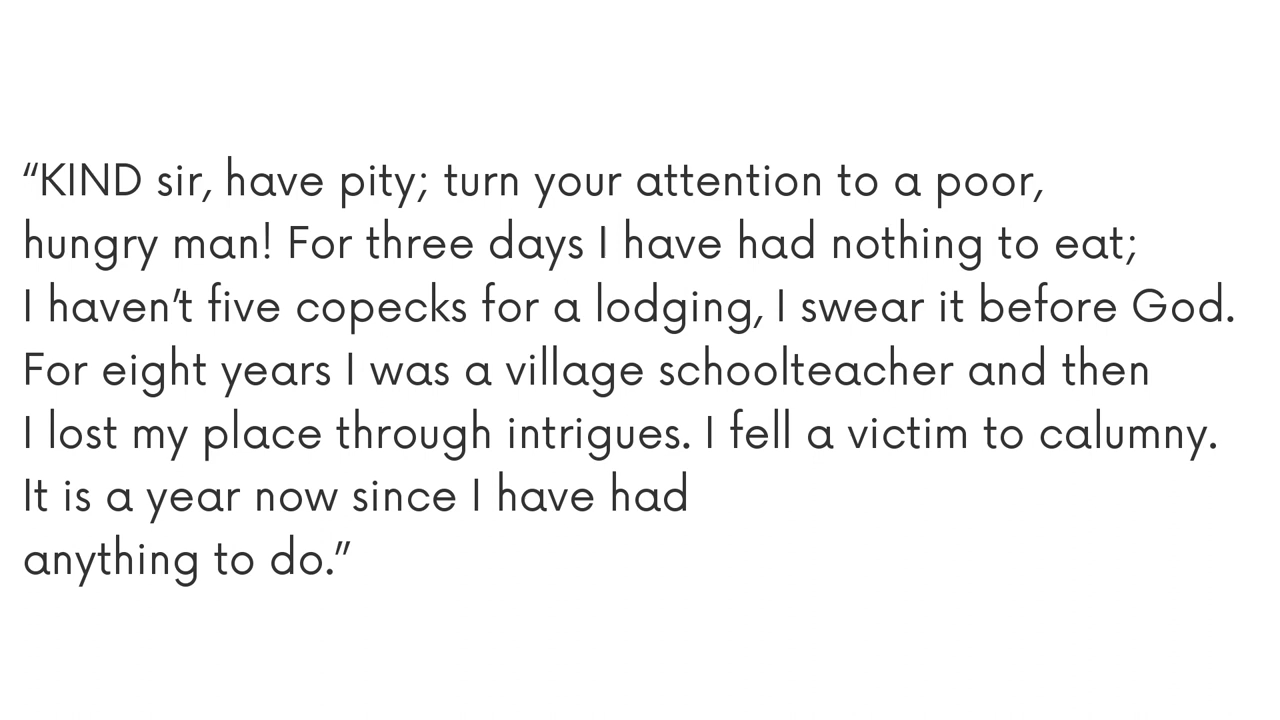 “KIND sir, have pity; turn your attention to a poor,
hungry man! For three days I have had nothing to eat;
I haven’t five copecks for a lodging, I swear it before God.
For eight years I was a village schoolteacher and then
I lost my place through intrigues. I fell a victim to calumny.
It is a year now since I have had
anything to do.”